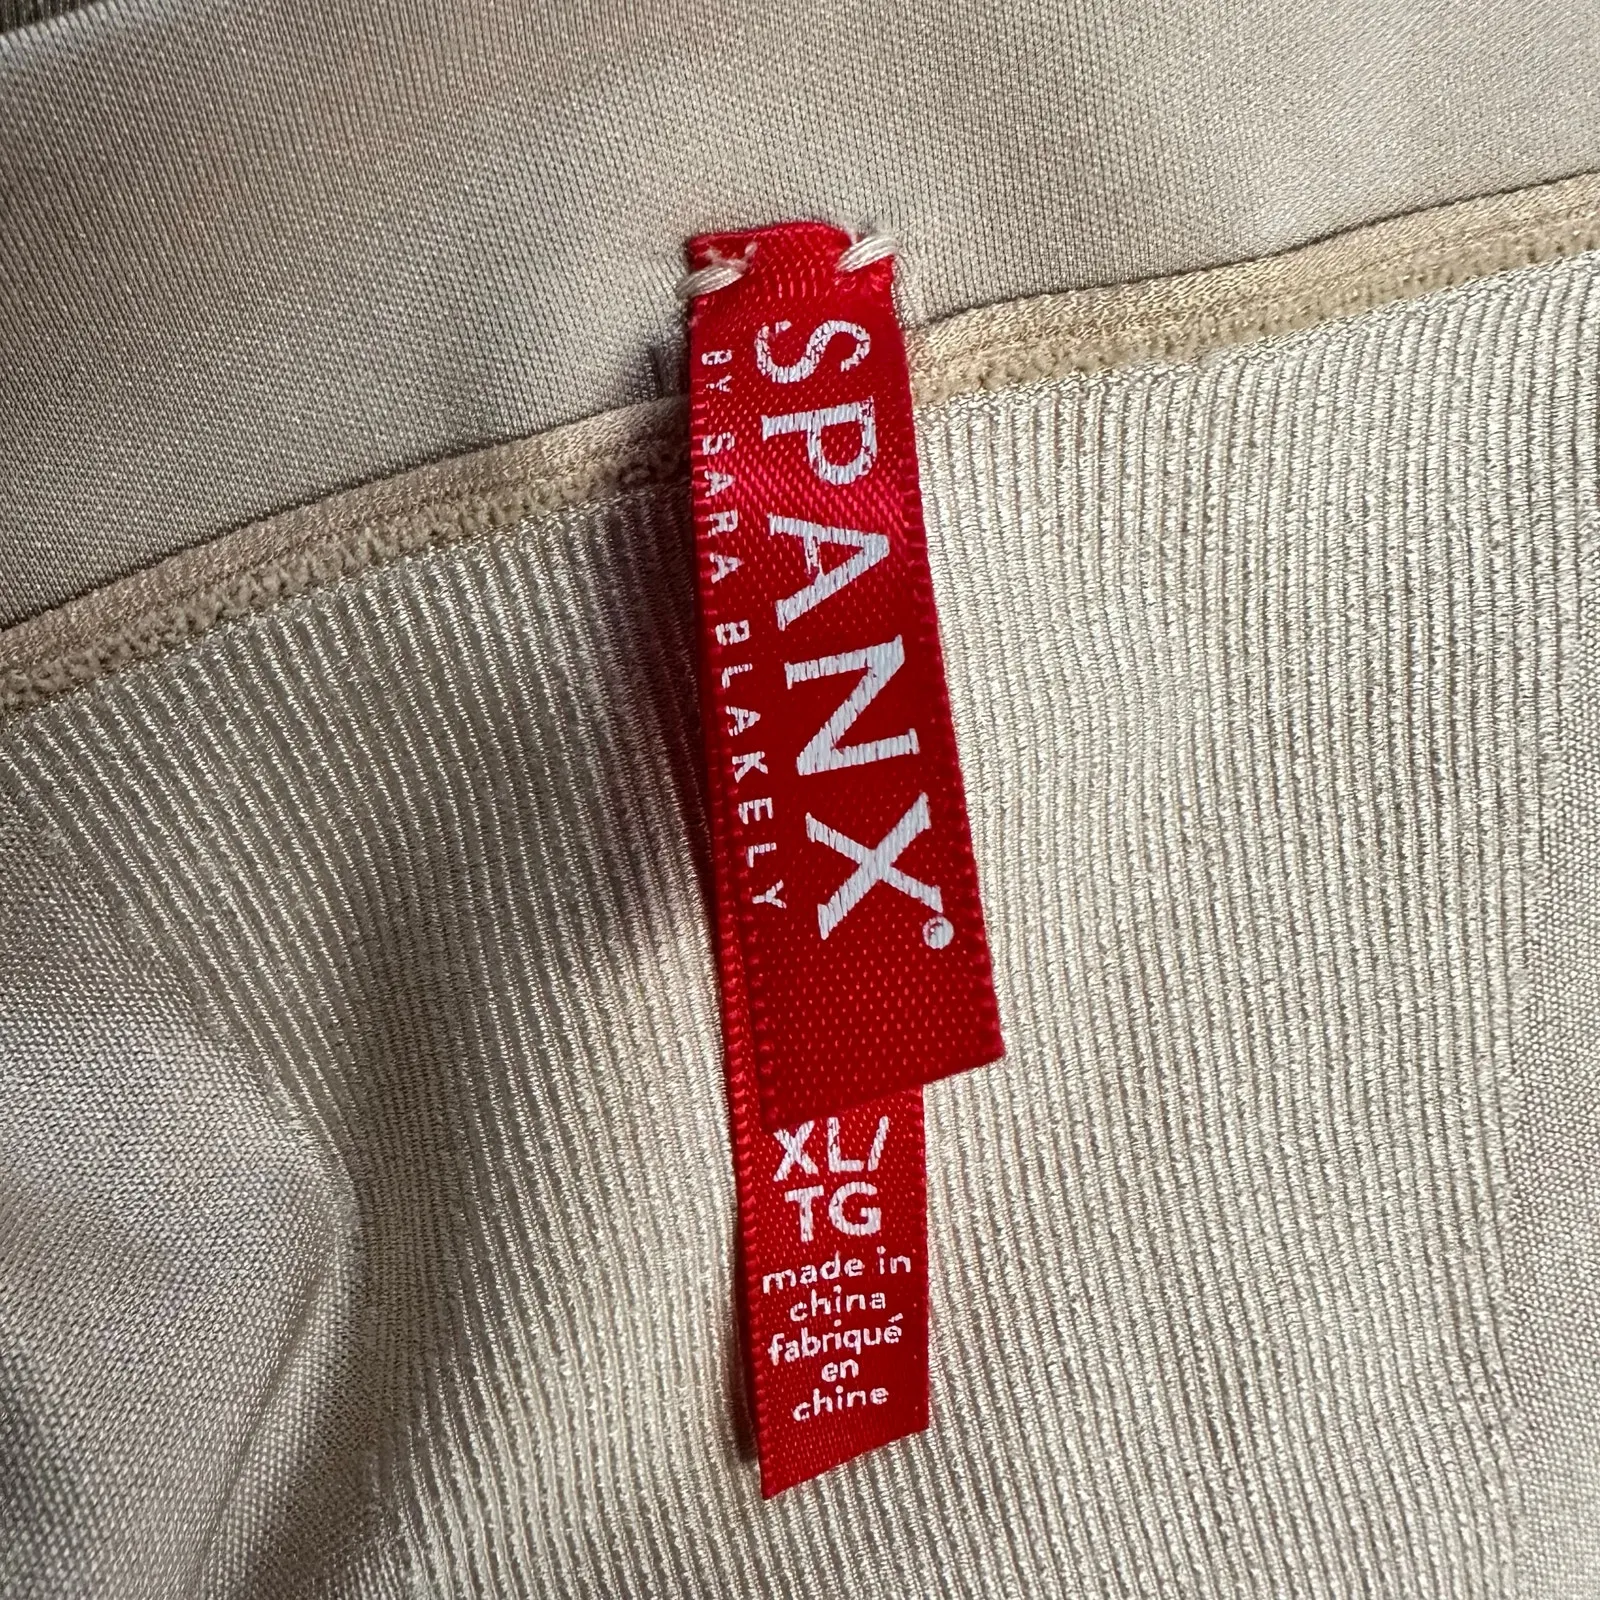 SPANX®
BY SARA BLAKELY
XL/
TG
made in
china
fabriqué
en
chine